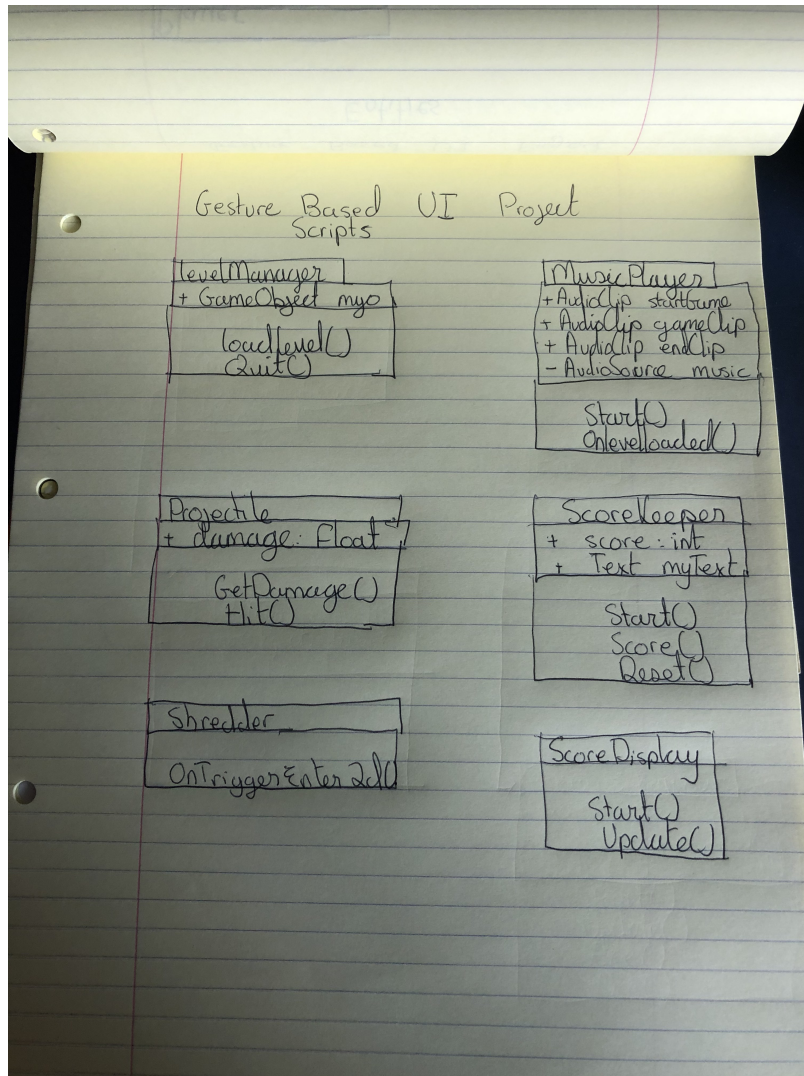 Gesture Based UI Project
Scripts
levelManager
+ GameObject myo
loadLevel()
Quit()
MusicPlayer
+ AudioClip startGame
+ AudioClip gameClip
+ AudioClip endClip
- AudioSource music
Start()
OnlevelLoaded()
Projectile
+ damage: Float
GetDamage()
Hit()
ScoreKeeper
+ score : int
+ Text myText
Start()
Score()
Reset()
Shredder
OnTriggerEnter2d()
ScoreDisplay
Start()
Update()